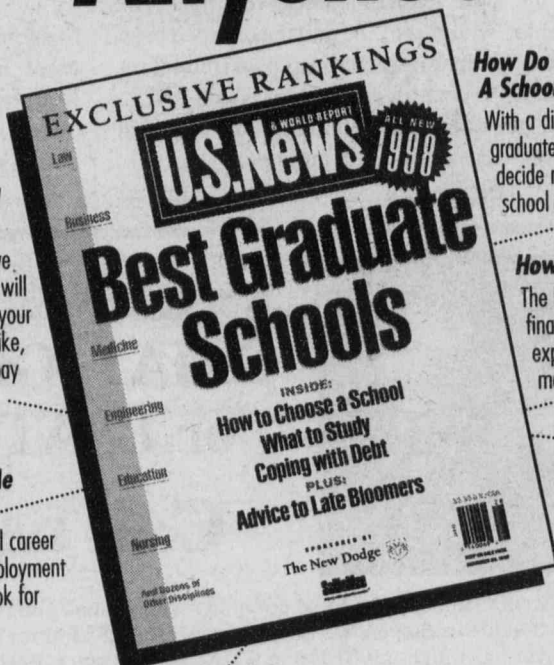 EXCLUSIVE RANKINGS
U.S.News
& WORLD REPORT
ALL NEW
1998
Best Graduate
Schools
Law
Business
Medicine
Engineering
Education
Nursing
And Dozens of
Other Disciplines
INSIDE:
How to Choose a School
What to Study
Coping with Debt
PLUS:
Advice to Late Bloomers
SPONSORED BY
The New Dodge
How Do
A School
With a di
graduate
decide
school
How
The
fina
exp
m
will
your
ike,
ay
le
l career
ployment
ok for